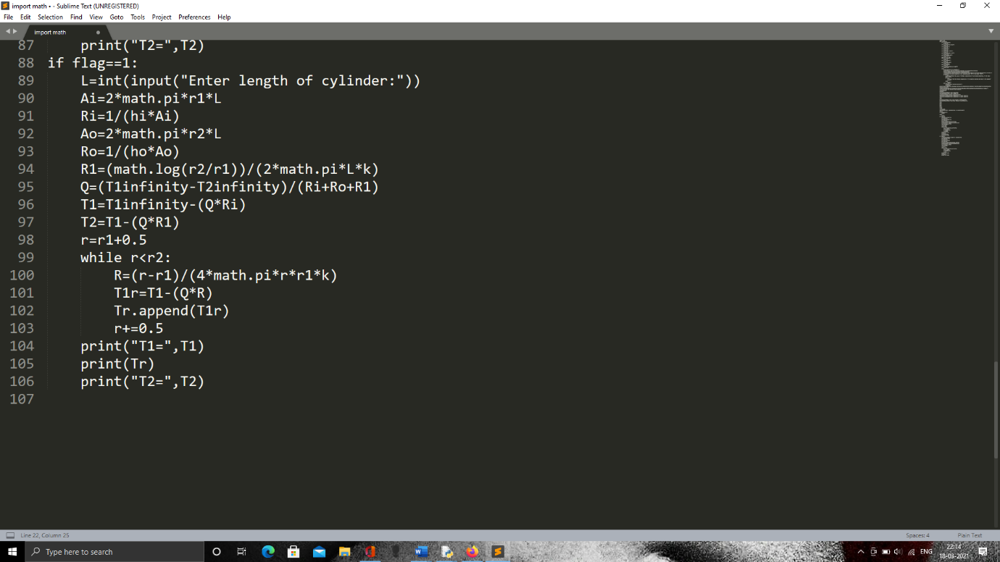 import math • - Sublime Text (UNREGISTERED)
File Edit Selection Find View Goto Tools Project Preferences Help
import math
87 print("T2=",T2)
88 if flag==1:
89 L=int(input("Enter length of cylinder:"))
90 Ai=2*math.pi*r1*L
91 Ri=1/(hi*Ai)
92 Ao=2*math.pi*r2*L
93 Ro=1/(ho*Ao)
94 R1=(math.log(r2/r1))/(2*math.pi*L*k)
95 Q=(T1infinity-T2infinity)/(Ri+Ro+R1)
96 T1=T1infinity-(Q*Ri)
97 T2=T1-(Q*R1)
98 r=r1+0.5
99 while r<r2:
100 R=(r-r1)/(4*math.pi*r*r1*k)
101 T1r=T1-(Q*R)
102 Tr.append(T1r)
103 r+=0.5
104 print("T1=",T1)
105 print(Tr)
106 print("T2=",T2)
107
Line 22, Column 25 Spaces: 4 Plain Text
Type here to search ENG 22:14
18-03-2021